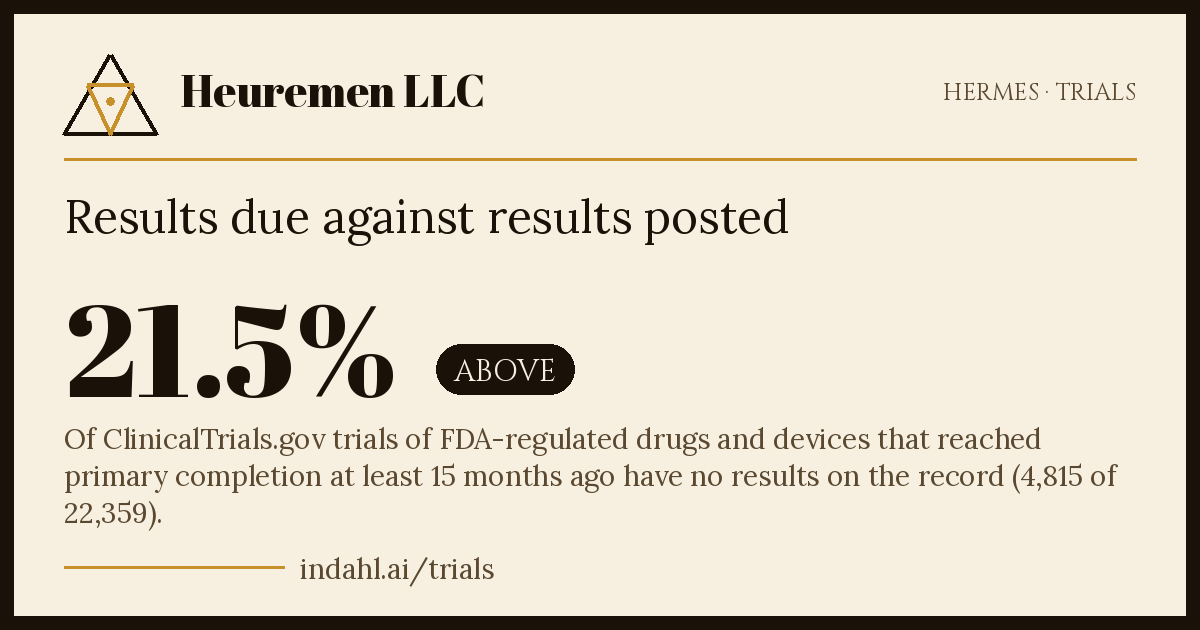 Heuremen LLC
HERMES · TRIALS
Results due against results posted
21.5%
ABOVE
Of ClinicalTrials.gov trials of FDA-regulated drugs and devices that reached
primary completion at least 15 months ago have no results on the record (4,815 of
22,359).
indahl.ai/trials